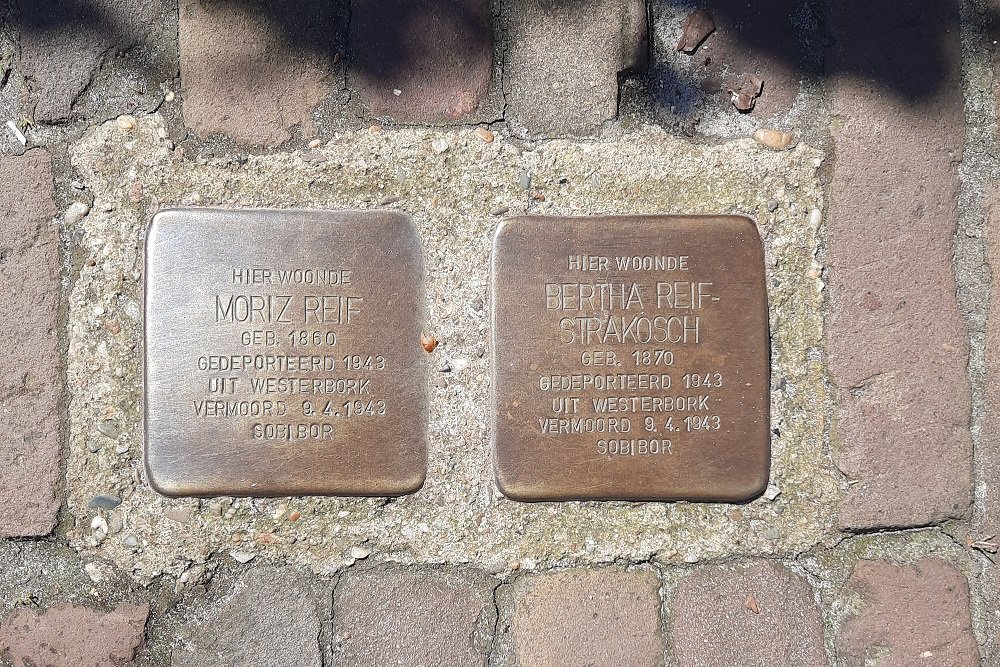 HIER WOONDE
MORIZ REIF
GEB. 1860
GEDEPORTEERD 1943
UIT WESTERBORK
VERMOORD 9.4.1943
SOBIBOR
HIER WOONDE
BERTHA REIF-
STRAKOSCH
GEB. 1870
GEDEPORTEERD 1943
UIT WESTERBORK
VERMOORD 9.4.1943
SOBIBOR